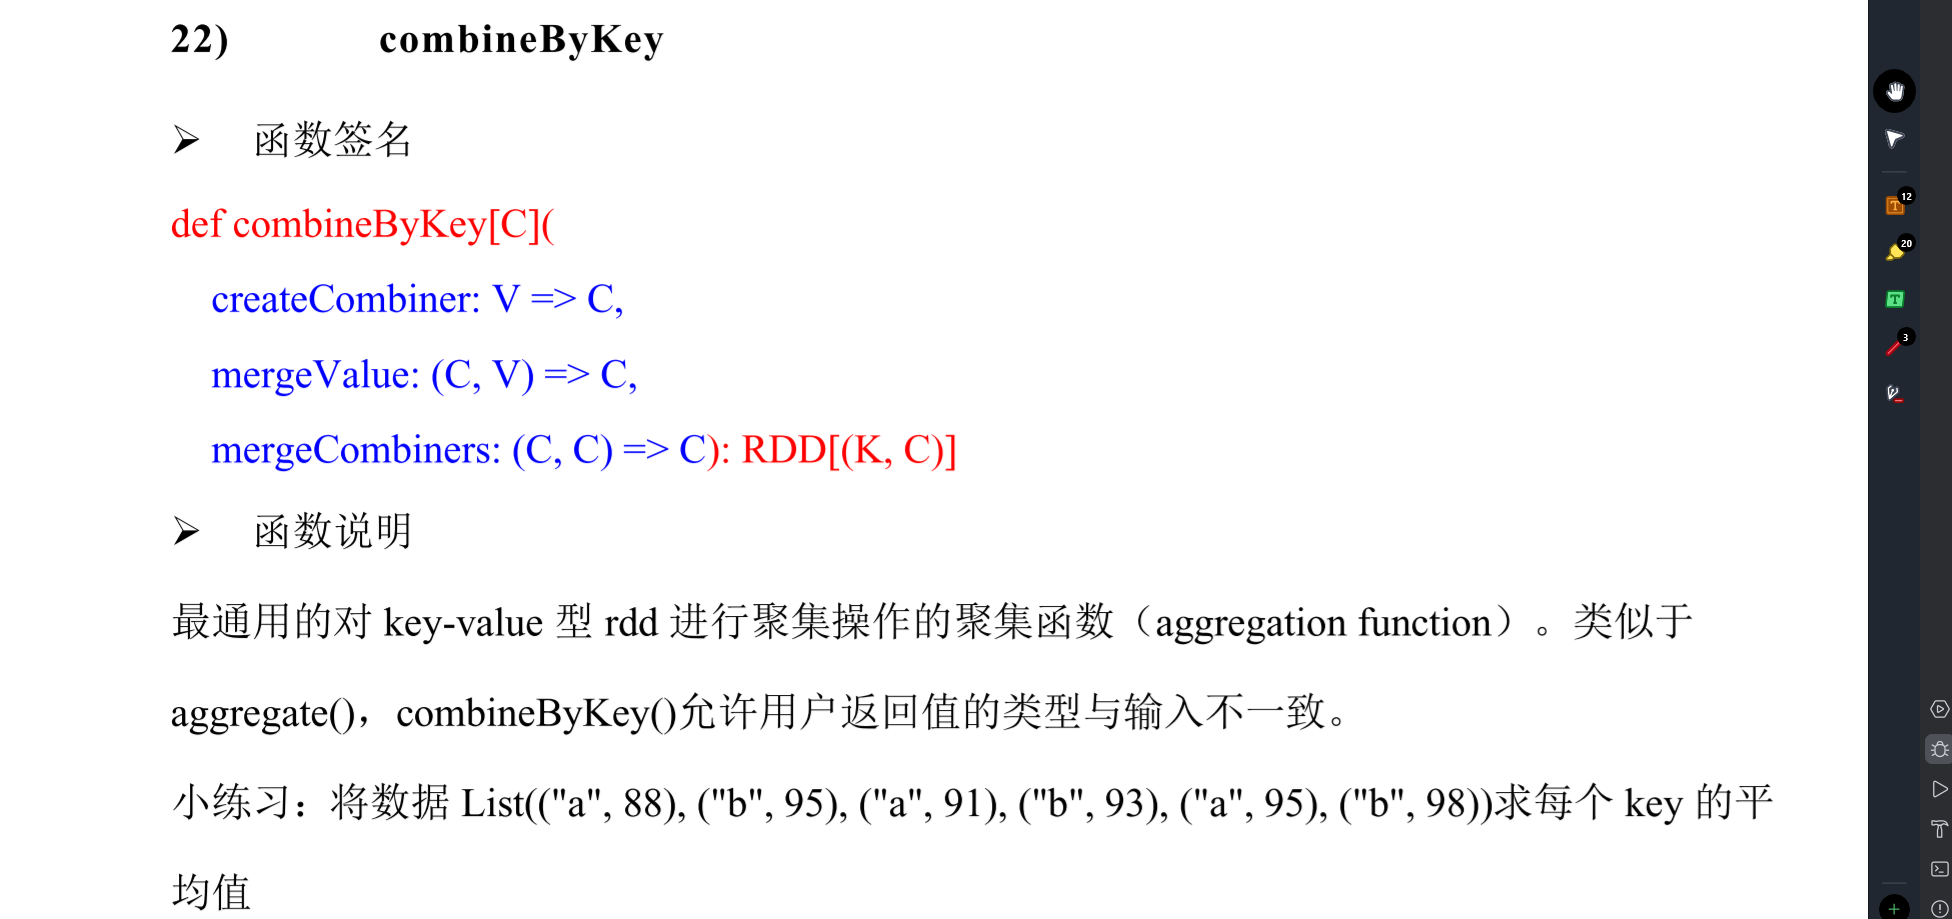 22) combineByKey
➢ 函数签名
def combineByKey[C](
createCombiner: V => C,
mergeValue: (C, V) => C,
mergeCombiners: (C, C) => C): RDD[(K, C)]
➢ 函数说明
最通用的对 key-value 型 rdd 进行聚集操作的聚集函数（aggregation function）。类似于
aggregate()，combineByKey()允许用户返回值的类型与输入不一致。
小练习：将数据 List(("a", 88), ("b", 95), ("a", 91), ("b", 93), ("a", 95), ("b", 98))求每个 key 的平
均值
T 12
20
T
3